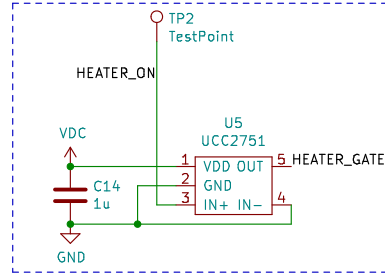 TP2
TestPoint
HEATER_ON
U5
UCC2751
VDC
1 VDD OUT 5 HEATER_GATE
2 GND
3 IN+ IN- 4
C14
1u
GND